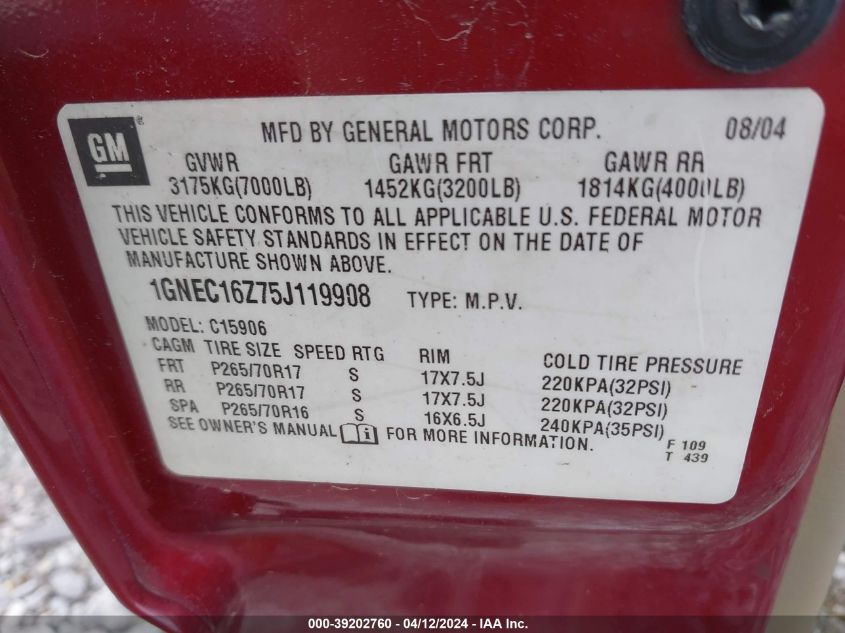 GM ® MFD BY GENERAL MOTORS CORP. 08/04
GVWR GAWR FRT GAWR RR
3175KG(7000LB) 1452KG(3200LB) 1814KG(4000LB)
THIS VEHICLE CONFORMS TO ALL APPLICABLE U.S. FEDERAL MOTOR
VEHICLE SAFETY STANDARDS IN EFFECT ON THE DATE OF
MANUFACTURE SHOWN ABOVE.
1GNEC16Z75J119908 TYPE: M.P.V.
MODEL: C15906
CAGM TIRE SIZE SPEED RTG RIM COLD TIRE PRESSURE
FRT P265/70R17 S 17X7.5J 220KPA(32PSI)
RR P265/70R17 S 17X7.5J 220KPA(32PSI)
SPA P265/70R16 S 16X6.5J 240KPA(35PSI)
SEE OWNER'S MANUAL i FOR MORE INFORMATION.
F 109
T 439
000-39202760 - 04/12/2024 - IAA Inc.